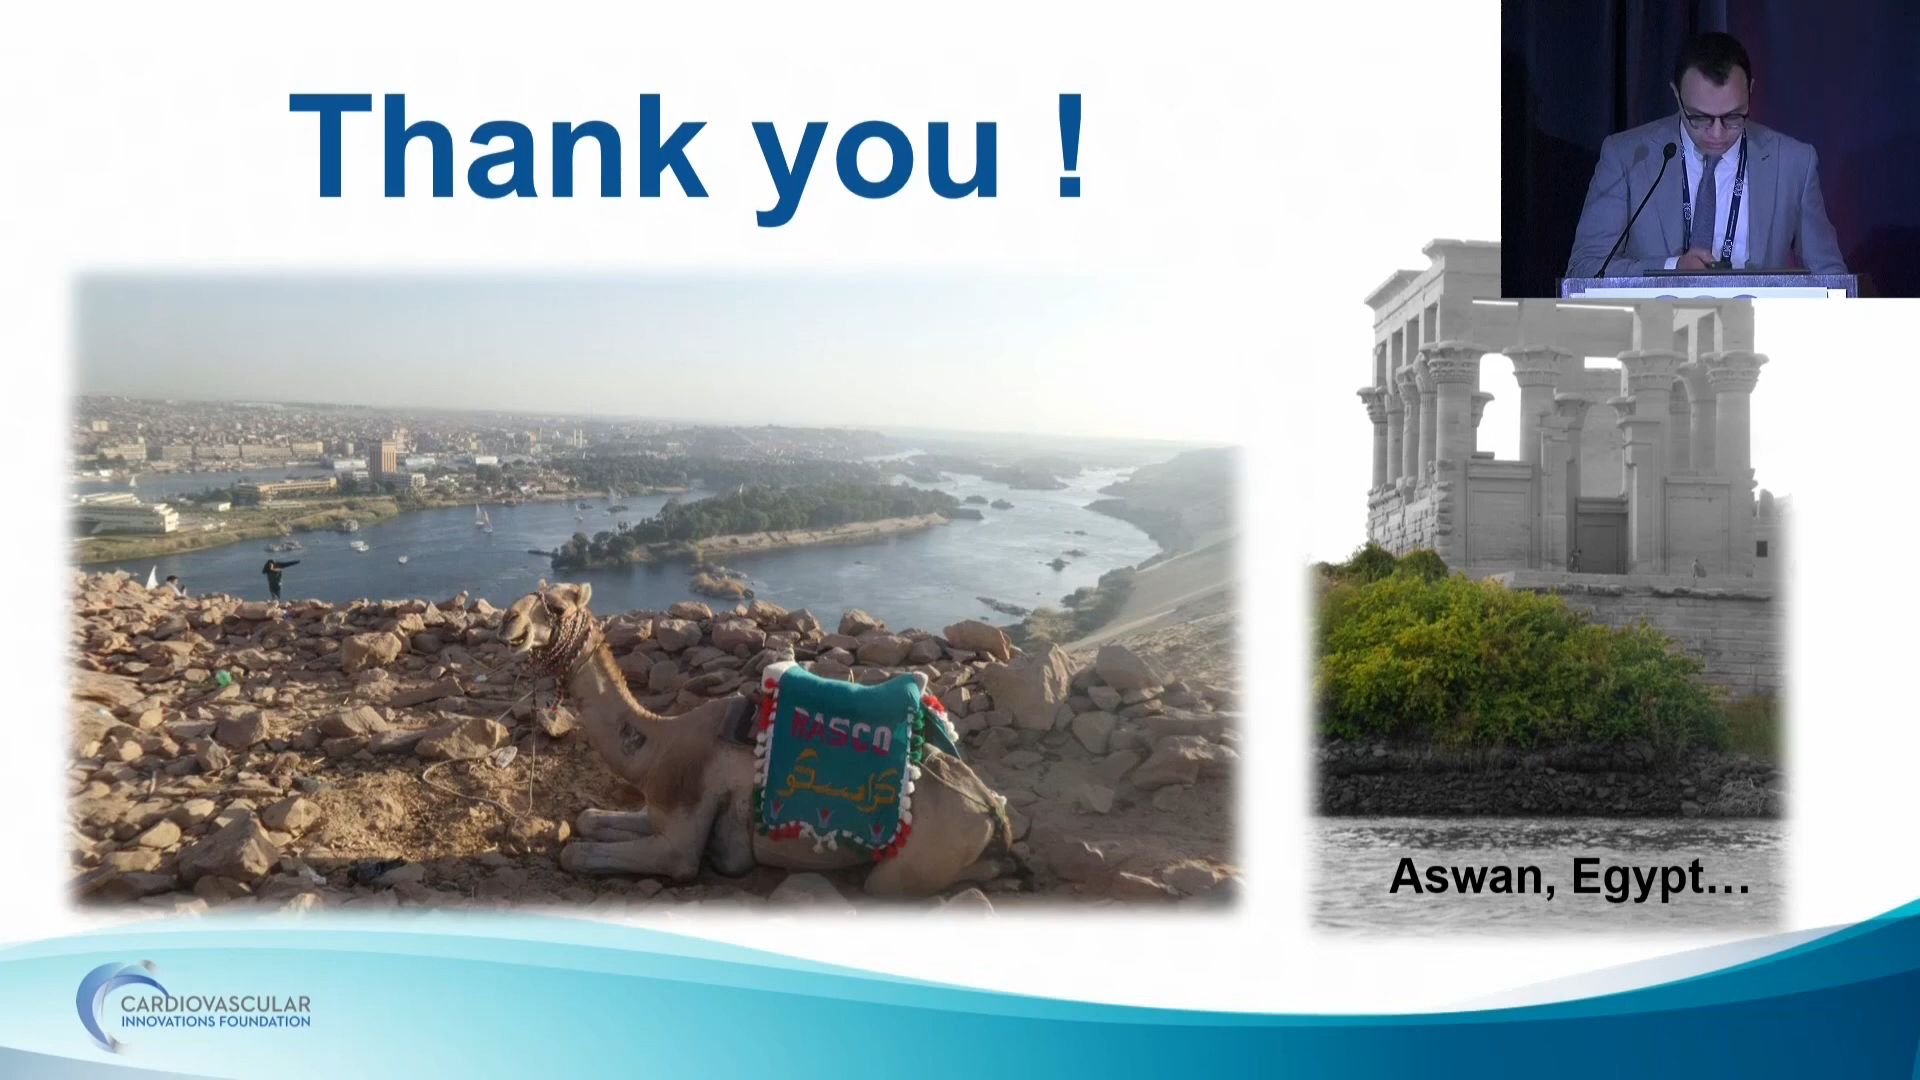 Thank you !
RASCO
كراسكو
Aswan, Egypt...
CARDIOVASCULAR
INNOVATIONS FOUNDATION